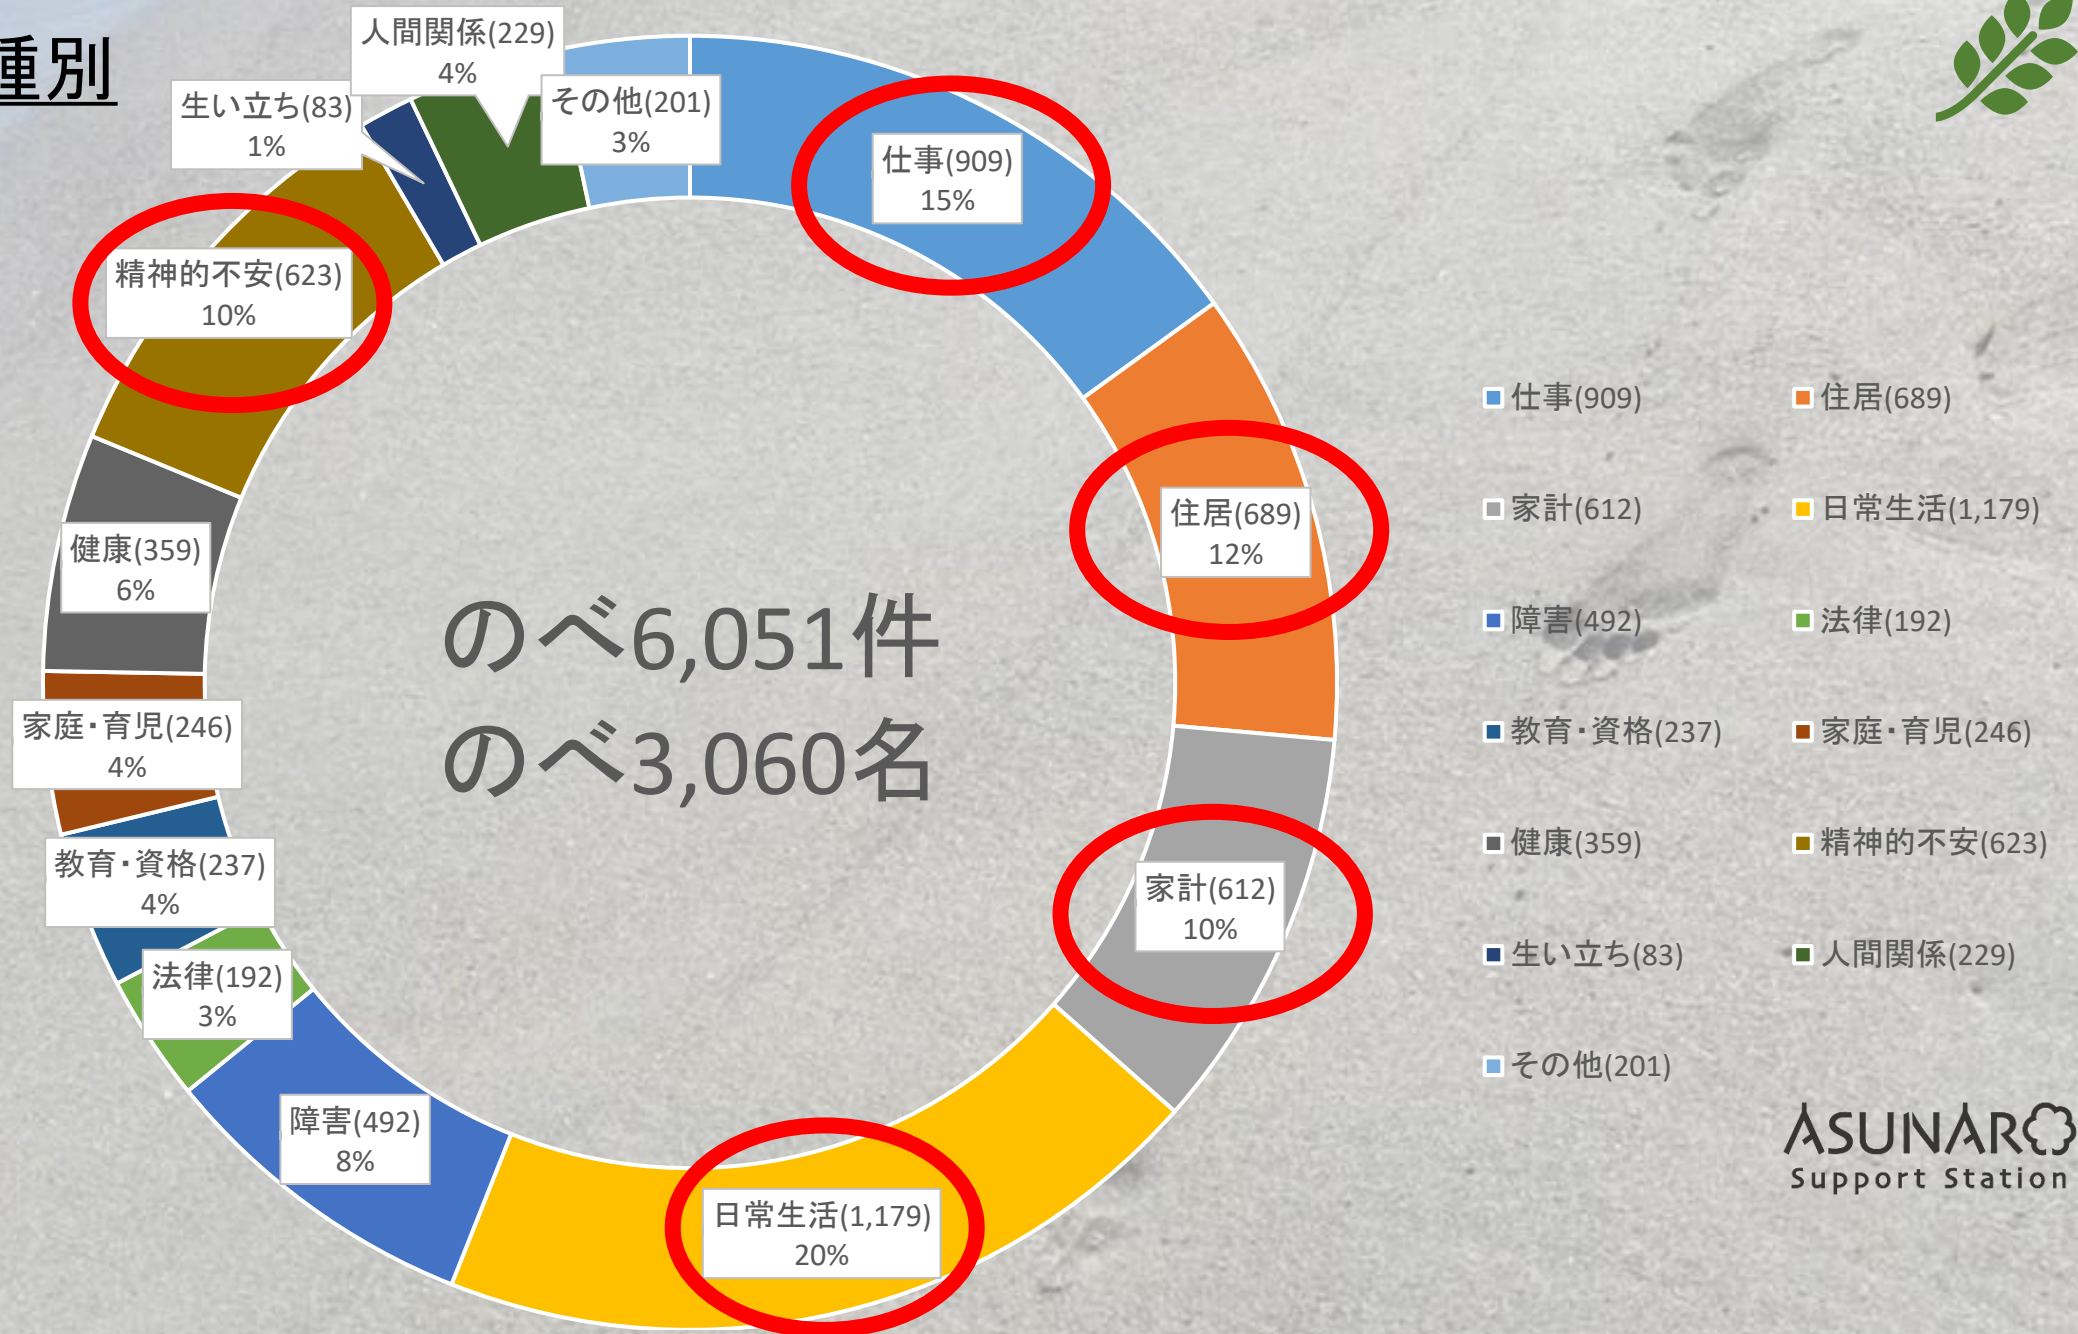 種別
人間関係(229)
4%
生い立ち(83)
1%
その他(201)
3%
仕事(909)
15%
精神的不安(623)
10%
住居(689)
12%
健康(359)
6%
のべ6,051件
のべ3,060名
家庭・育児(246)
4%
教育・資格(237)
4%
家計(612)
10%
法律(192)
3%
障害(492)
8%
日常生活(1,179)
20%
仕事(909)
住居(689)
家計(612)
日常生活(1,179)
障害(492)
法律(192)
教育・資格(237)
家庭・育児(246)
健康(359)
精神的不安(623)
生い立ち(83)
人間関係(229)
その他(201)
ASUNARO
Support Station